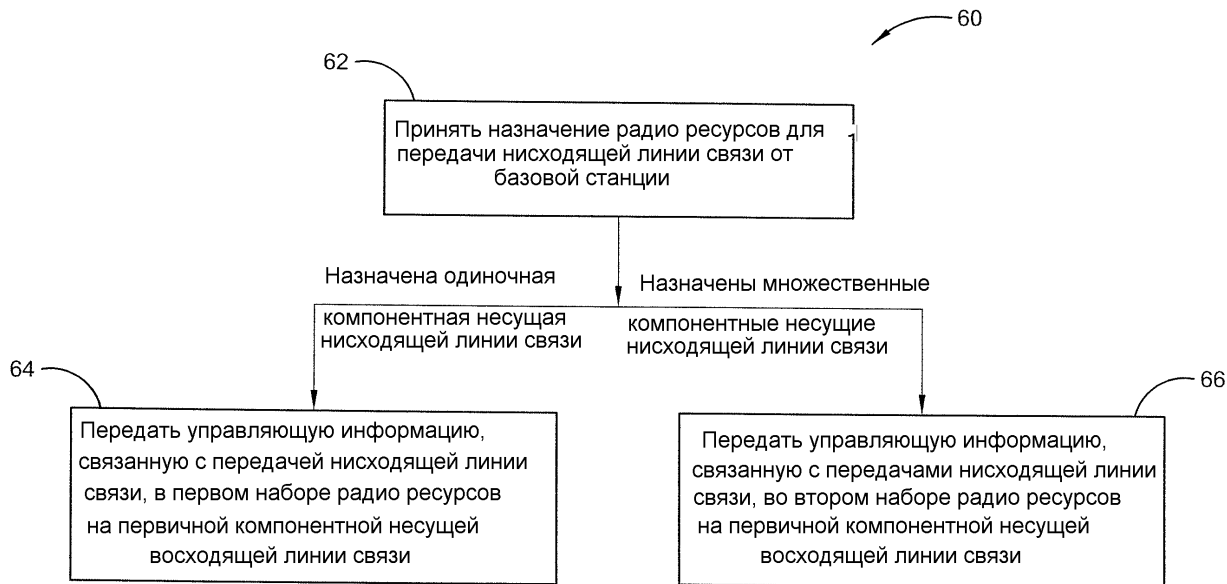 60
62
Принять назначение радио ресурсов для
передачи нисходящей линии связи от
базовой станции
Назначена одиночная
компонентная несущая
нисходящей линии связи
Назначены множественные
компонентные несущие
нисходящей линии связи
64
Передать управляющую информацию,
связанную с передачей нисходящей линии
связи, в первом наборе радио ресурсов
на первичной компонентной несущей
восходящей линии связи
66
Передать управляющую информацию,
связанную с передачами нисходящей линии
связи, во втором наборе радио ресурсов
на первичной компонентной несущей
восходящей линии связи